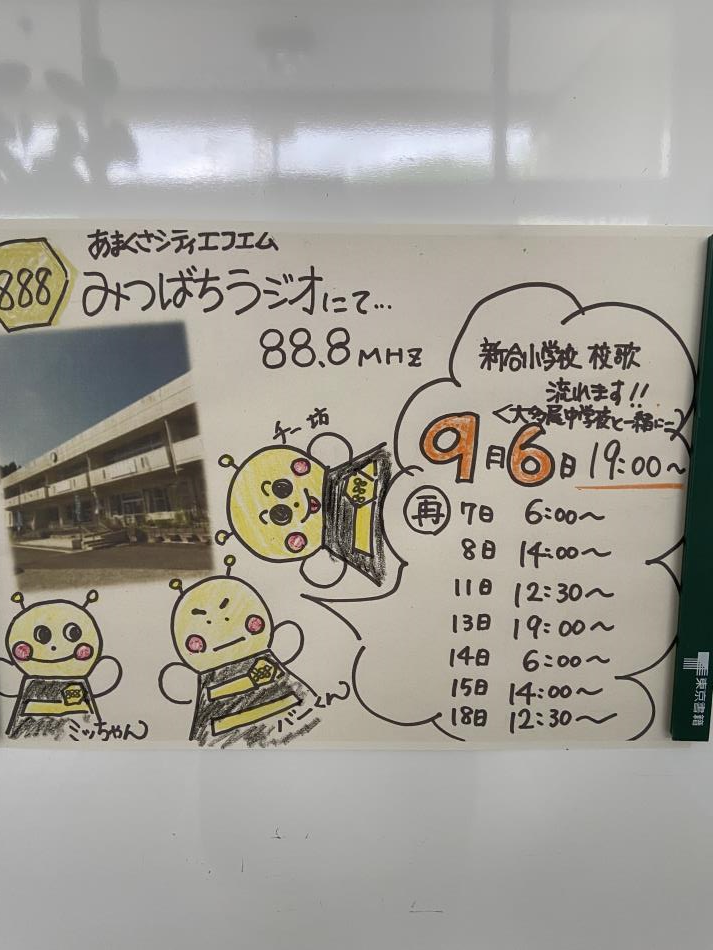 888
あまくさシティエフエム
みつばちラジオにて…
88.8MHZ
新合小学校 校歌
流れます!!
<大多尾中学校と一緒に>
9月6日 19:00～
再 7日 6:00～
8日 14:00～
11日 12:30～
13日 19:00～
14日 6:00～
15日 14:00～
18日 12:30～
チー坊
888
ミッちゃん
888
バーくん
888
東京書籍